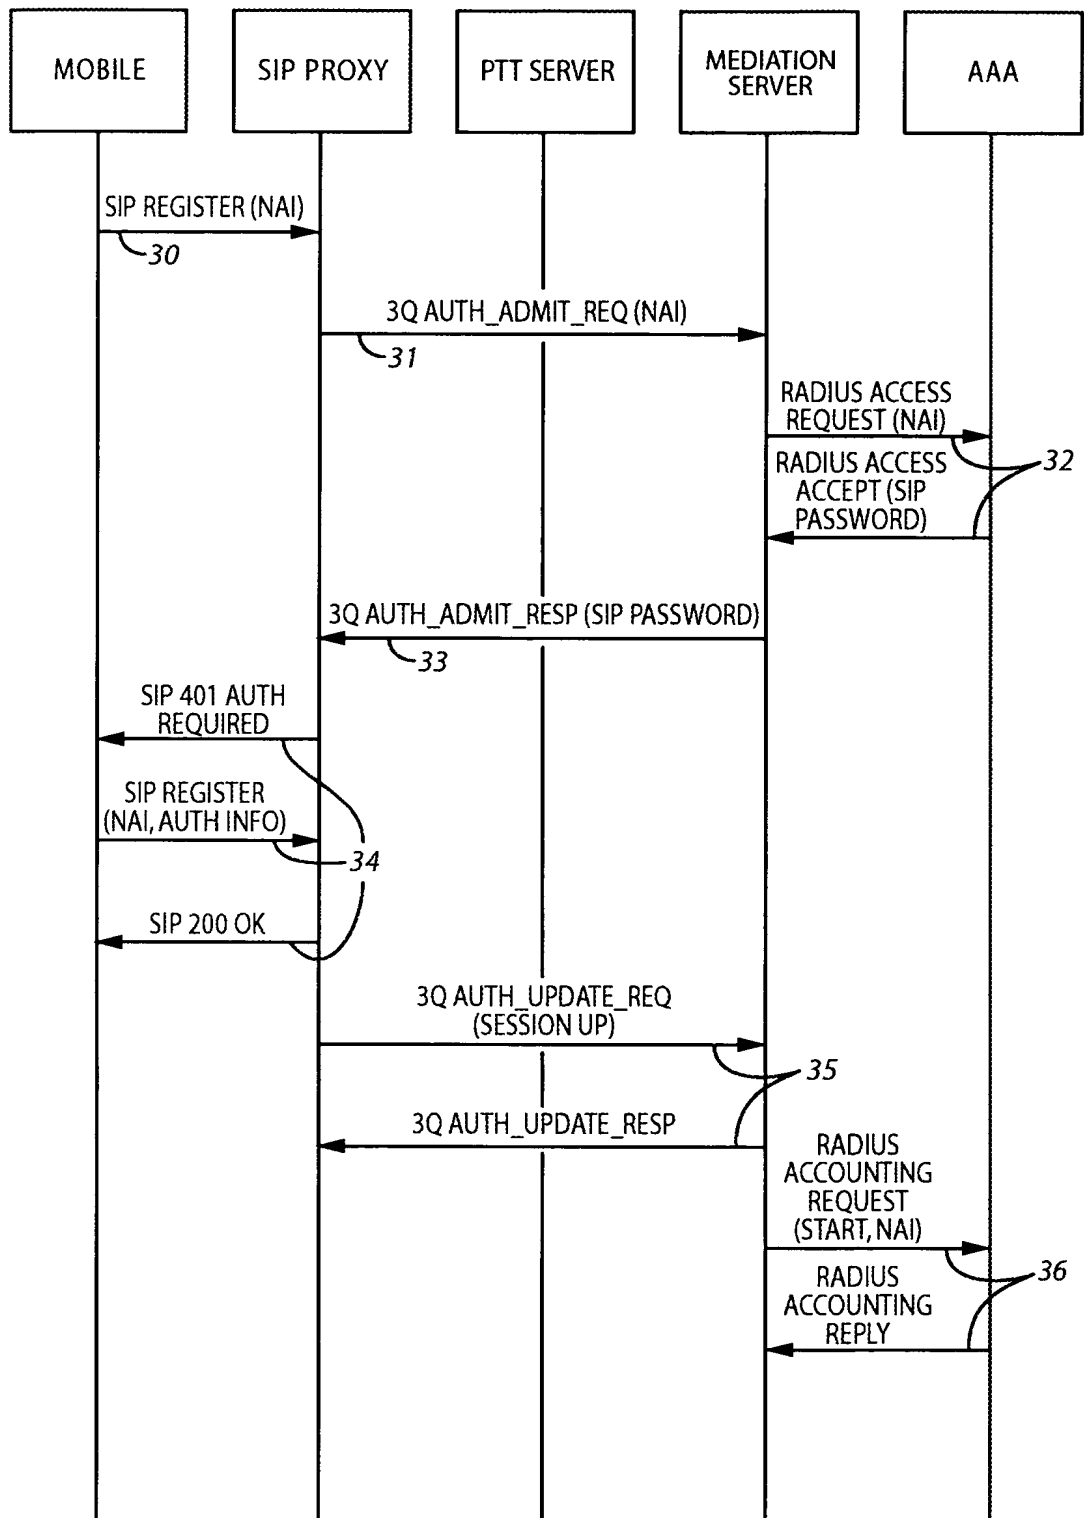 MOBILE
SIP PROXY
PTT SERVER
MEDIATION
SERVER
AAA
SIP REGISTER (NAI)
30
3Q AUTH_ADMIT_REQ (NAI)
31
RADIUS ACCESS
REQUEST (NAI)
32
RADIUS ACCESS
ACCEPT (SIP
PASSWORD)
3Q AUTH_ADMIT_RESP (SIP PASSWORD)
33
SIP 401 AUTH
REQUIRED
SIP REGISTER
(NAI, AUTH INFO)
34
SIP 200 OK
3Q AUTH_UPDATE_REQ
(SESSION UP)
35
3Q AUTH_UPDATE_RESP
RADIUS
ACCOUNTING
REQUEST
(START, NAI)
36
RADIUS
ACCOUNTING
REPLY